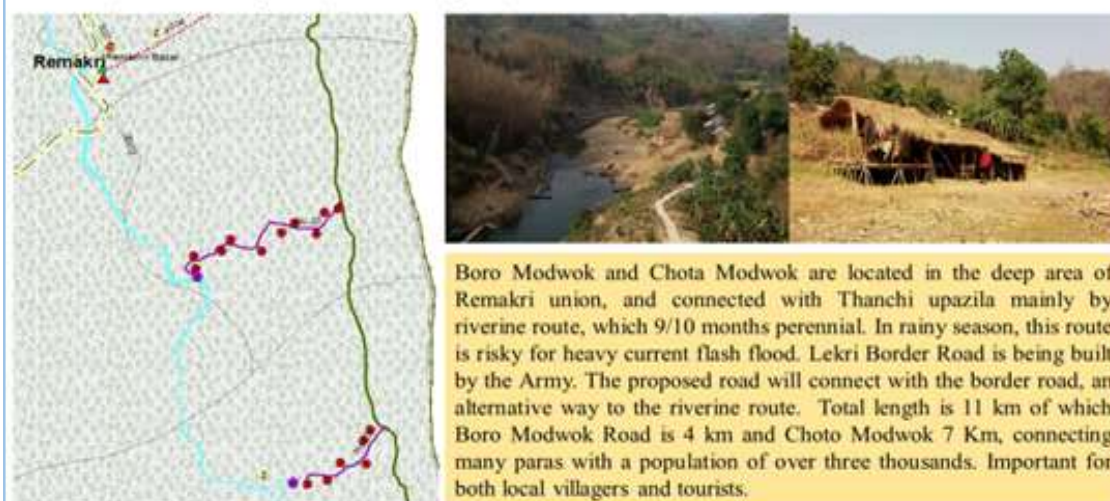 Remakri
Boro Modwok and Chota Modwok are located in the deep area of
Remakri union, and connected with Thanchi upazila mainly by
riverine route, which 9/10 months perennial. In rainy season, this route
is risky for heavy current flash flood. Lekri Border Road is being built
by the Army. The proposed road will connect with the border road, an
alternative way to the riverine route. Total length is 11 km of which
Boro Modwok Road is 4 km and Choto Modwok 7 Km, connecting
many paras with a population of over three thousands. Important for
both local villagers and tourists.